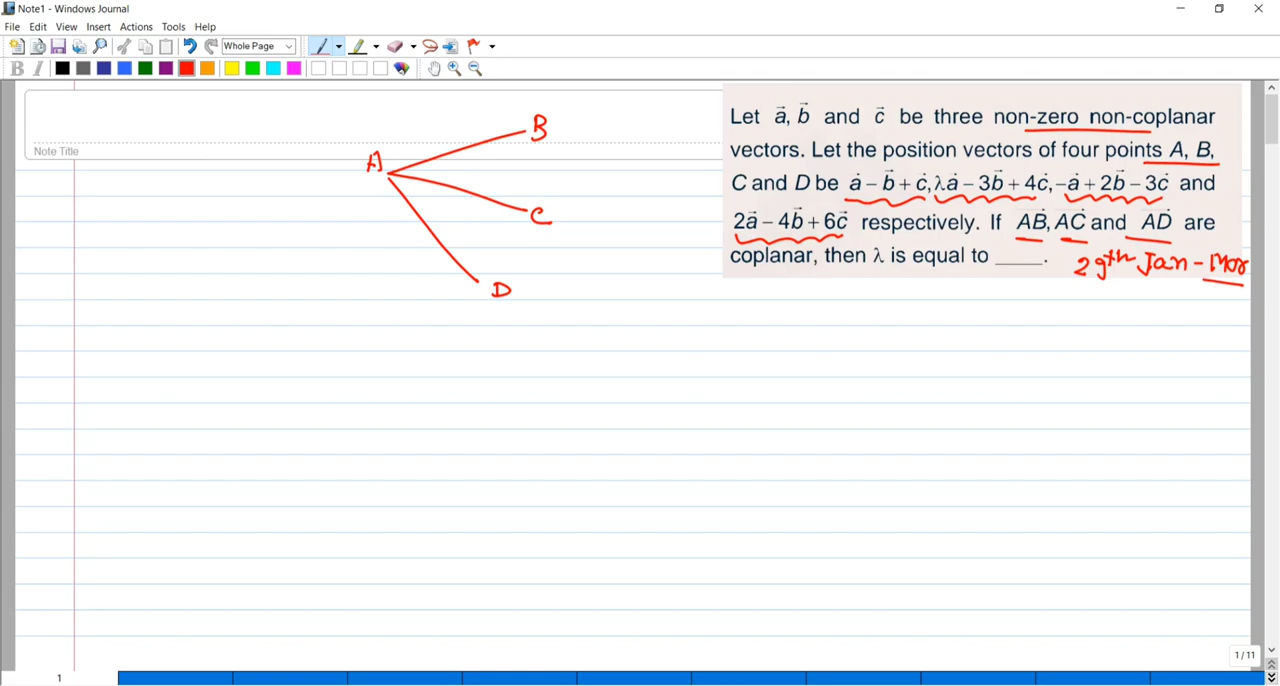 Note1 - Windows Journal
File Edit View Insert Actions Tools Help
Whole Page
B I
Note Title
A
B
C
D
Let a⃗, b⃗ and c⃗ be three non-zero non-coplanar
vectors. Let the position vectors of four points A, B,
C and D be a⃗ − b⃗ + c⃗, λa⃗ − 3b⃗ + 4c⃗, −a⃗ + 2b⃗ − 3c⃗ and
2a⃗ − 4b⃗ + 6c⃗ respectively. If AB⃗, AC⃗ and AD⃗ are
coplanar, then λ is equal to _____.
29th Jan - Mor
1 / 11
1